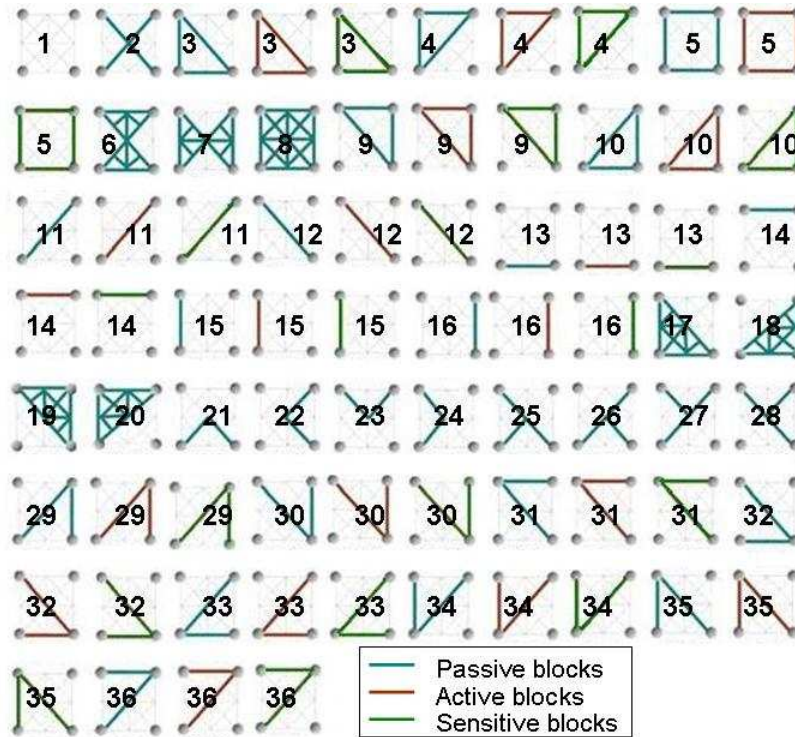 1 2 3 3 3 4 4 4 5 5
5 6 7 8 9 9 9 10 10 10
11 11 11 12 12 12 13 13 13 14
14 14 15 15 15 16 16 16 17 18
19 20 21 22 23 24 25 26 27 28
29 29 29 30 30 30 31 31 31 32
32 32 33 33 33 34 34 34 35 35
35 36 36 36
Passive blocks
Active blocks
Sensitive blocks